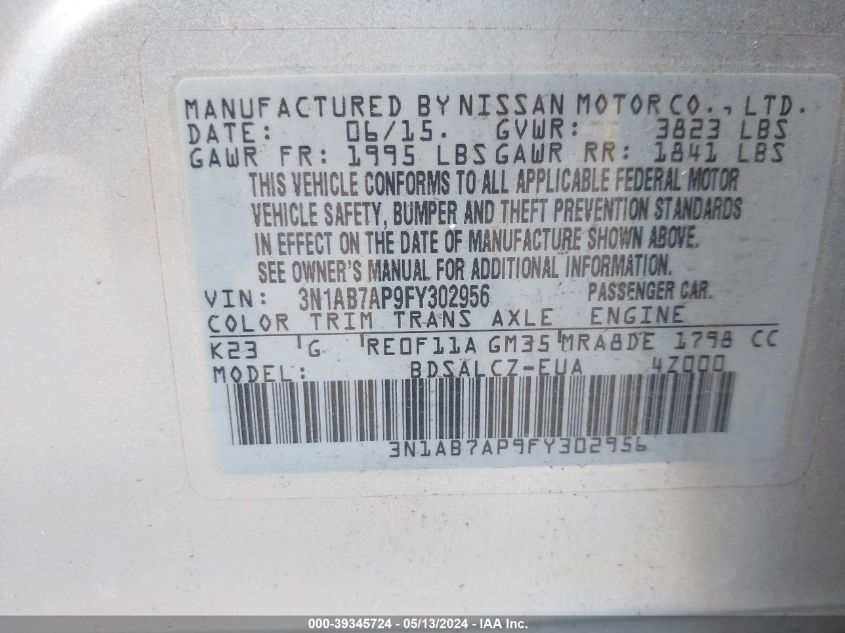 MANUFACTURED BY NISSAN MOTOR CO., LTD.
DATE: 06/15. GVWR: 3823 LBS
GAWR FR: 1995 LBS GAWR RR: 1841 LBS
THIS VEHICLE CONFORMS TO ALL APPLICABLE FEDERAL MOTOR
VEHICLE SAFETY, BUMPER AND THEFT PREVENTION STANDARDS
IN EFFECT ON THE DATE OF MANUFACTURE SHOWN ABOVE.
SEE OWNER'S MANUAL FOR ADDITIONAL INFORMATION.
VIN: 3N1AB7AP9FY302956 PASSENGER CAR.
COLOR TRIM TRANS AXLE ENGINE
K23 G RE0F11A GM35 MRA8DE 1798 CC
MODEL: BDSALCZ-EUA 4Z000
3N1AB7AP9FY302956
000-39345724 - 05/13/2024 - IAA Inc.